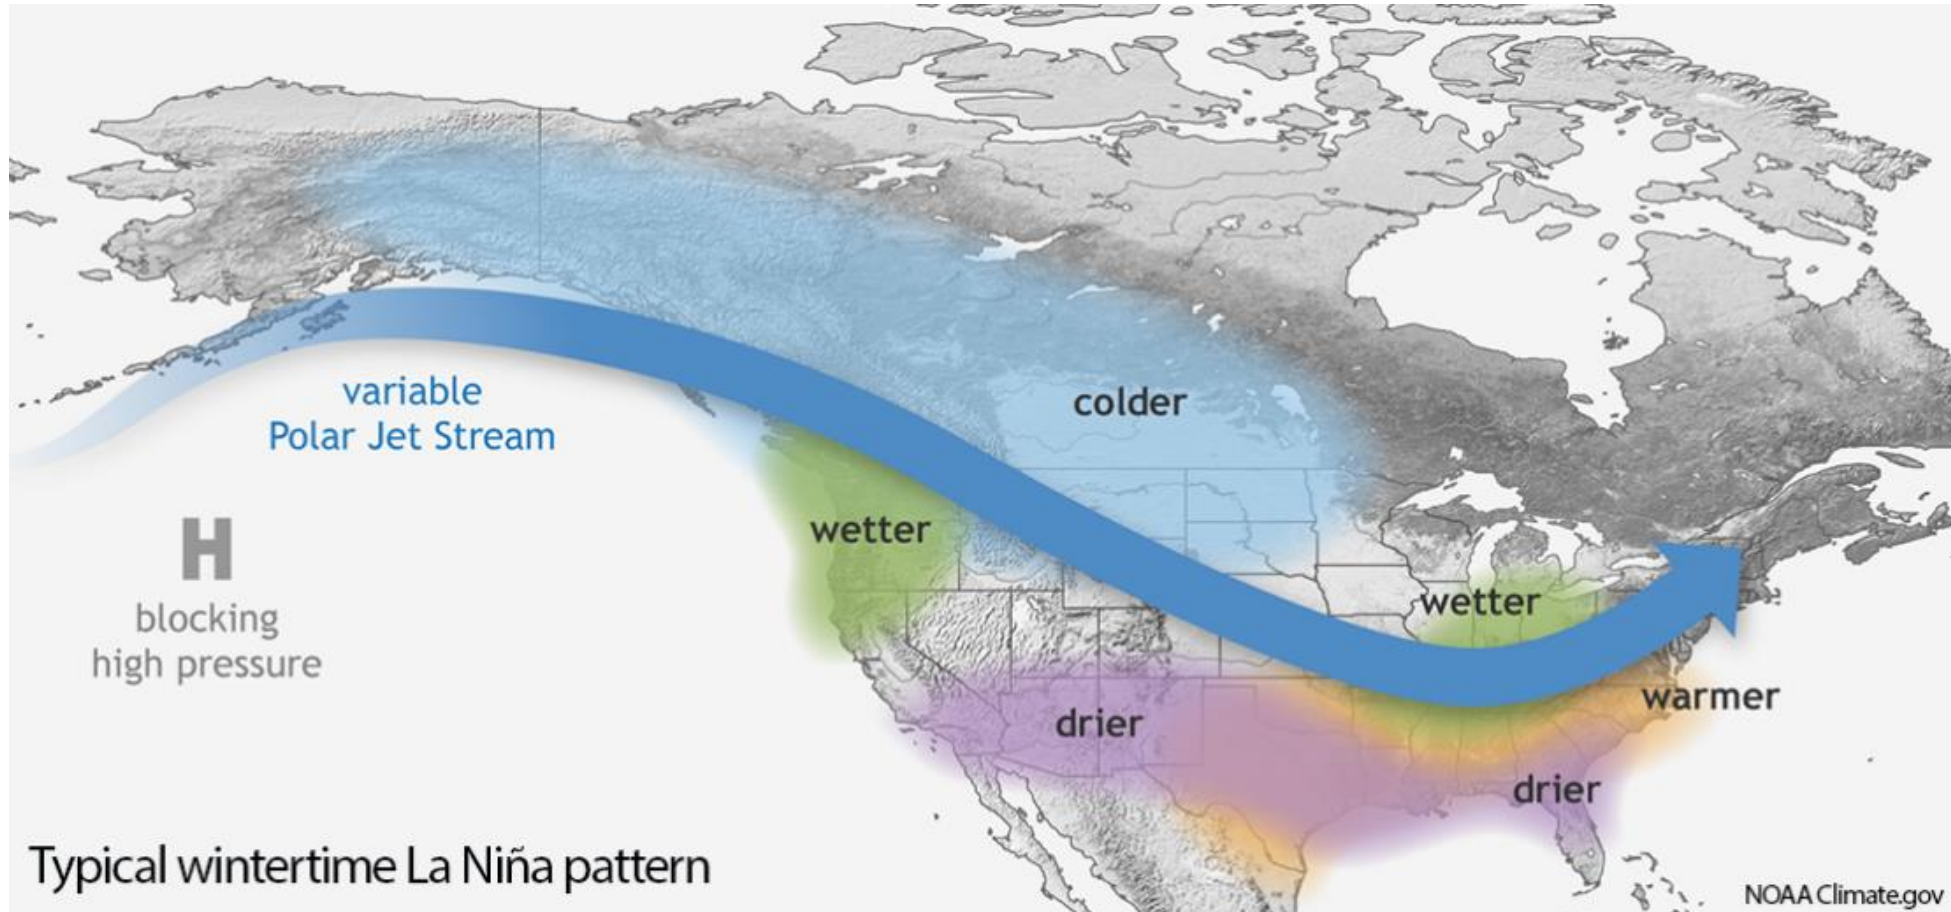 variable
Polar Jet Stream
colder
wetter
H
blocking
high pressure
wetter
warmer
drier
drier
Typical wintertime La Niña pattern
NOAA Climate.gov